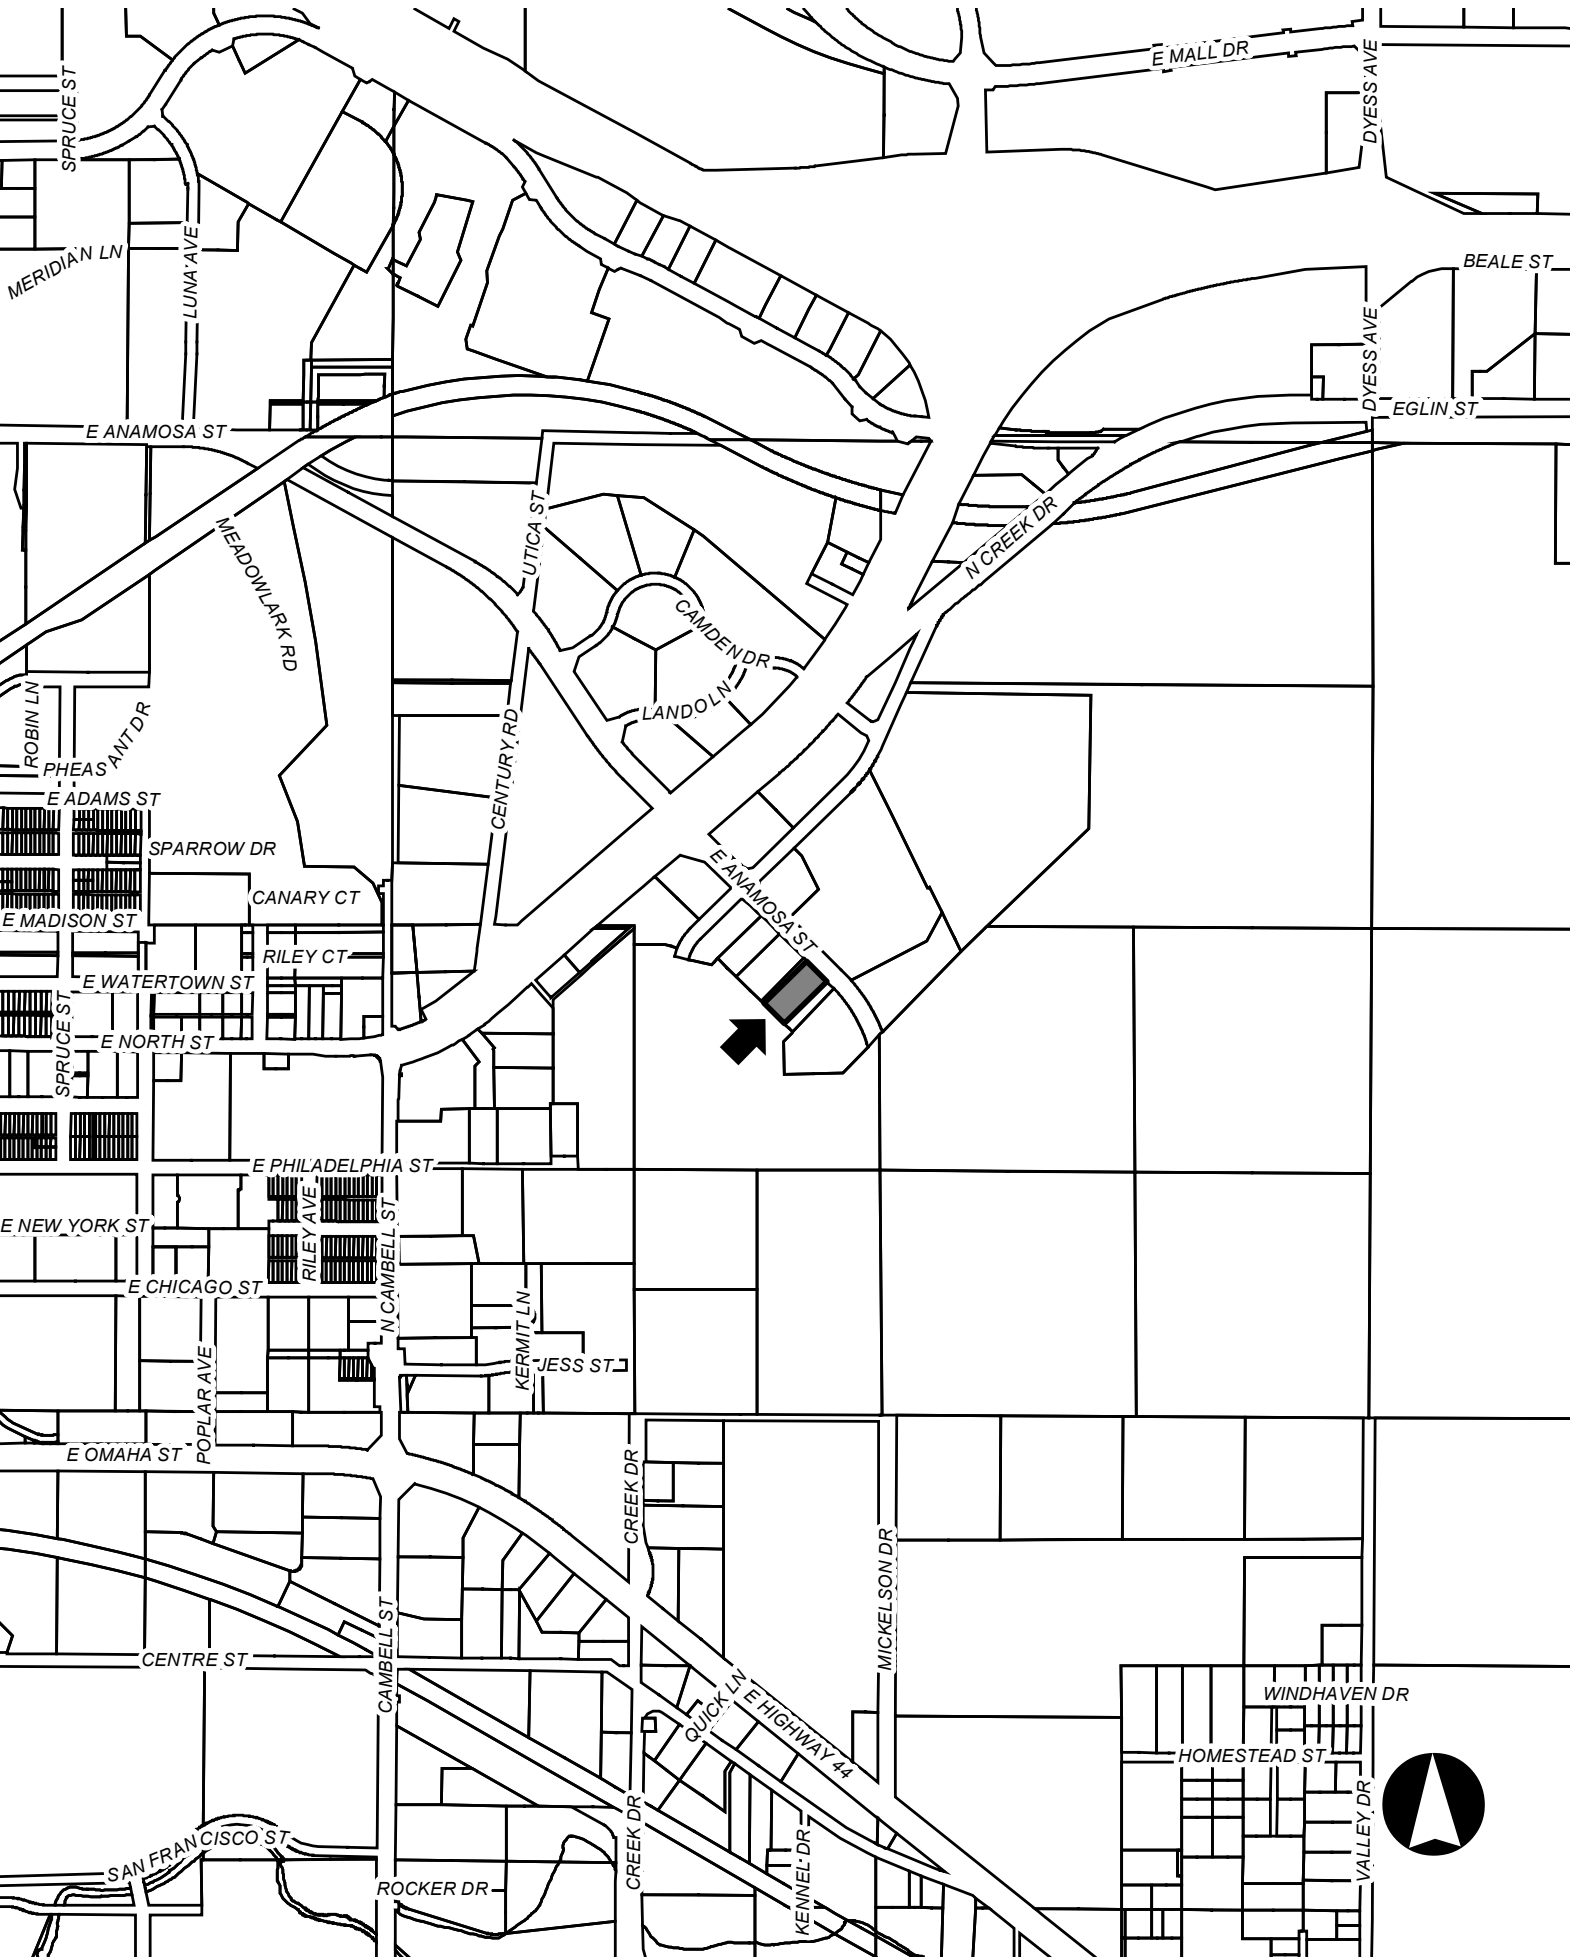 E MALL DR
DYESS AVE
SPRUCE ST
MERIDIAN LN
LUNA AVE
BEALE ST
DYESS AVE
EGLIN ST
E ANAMOSA ST
UTICA ST
N CREEK DR
MEADOWLARK RD
CAMDEN DR
LANDO LN
ROBIN LN
PHEASANT DR
CENTURY RD
E ADAMS ST
SPARROW DR
E ANAMOSA ST
CANARY CT
E MADISON ST
RILEY CT
E WATERTOWN ST
SPRUCE ST
E NORTH ST
E PHILADELPHIA ST
RILEY AVE
E NEW YORK ST
N CAMBELL ST
E CHICAGO ST
KERMIT LN
JESS ST
POPLAR AVE
E OMAHA ST
CREEK DR
MICKELSON DR
CAMBELL ST
CENTRE ST
QUICK LN
E HIGHWAY 44
WINDHAVEN DR
HOMESTEAD ST
VALLEY DR
SAN FRANCISCO ST
CREEK DR
KENNEL DR
ROCKER DR